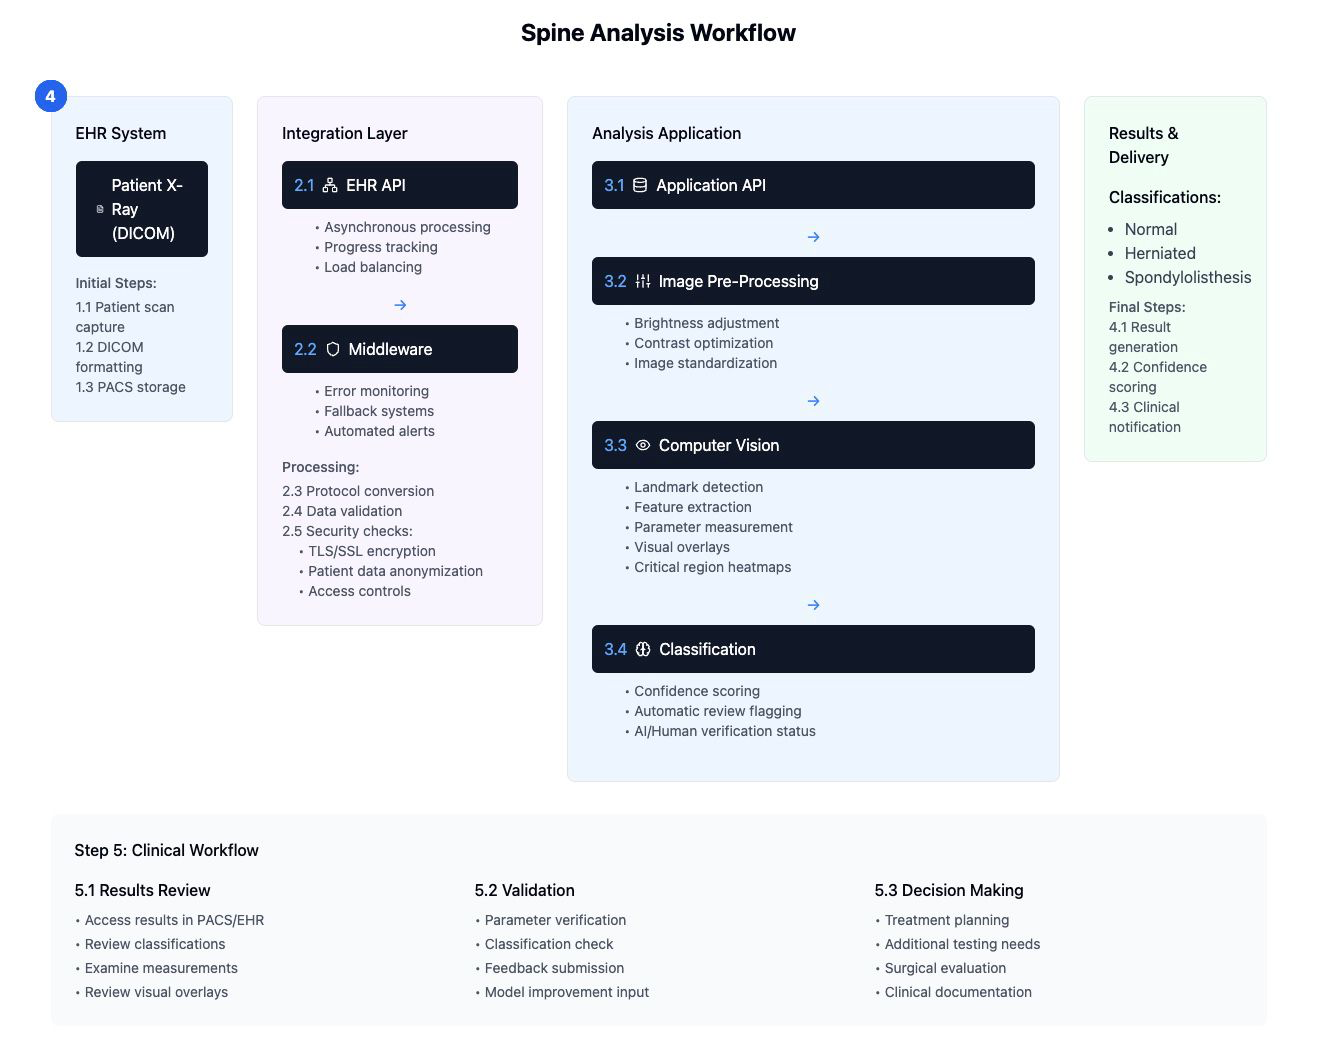 Spine Analysis Workflow
4
EHR System
Patient X-
Ray
(DICOM)
Initial Steps:
1.1 Patient scan
capture
1.2 DICOM
formatting
1.3 PACS storage
Integration Layer
2.1 EHR API
• Asynchronous processing
• Progress tracking
• Load balancing
→
2.2 Middleware
• Error monitoring
• Fallback systems
• Automated alerts
Processing:
2.3 Protocol conversion
2.4 Data validation
2.5 Security checks:
• TLS/SSL encryption
• Patient data anonymization
• Access controls
Analysis Application
3.1 Application API
→
3.2 Image Pre-Processing
• Brightness adjustment
• Contrast optimization
• Image standardization
→
3.3 Computer Vision
• Landmark detection
• Feature extraction
• Parameter measurement
• Visual overlays
• Critical region heatmaps
→
3.4 Classification
• Confidence scoring
• Automatic review flagging
• AI/Human verification status
Results &
Delivery
Classifications:
• Normal
• Herniated
• Spondylolisthesis
Final Steps:
4.1 Result
generation
4.2 Confidence
scoring
4.3 Clinical
notification
Step 5: Clinical Workflow
5.1 Results Review
• Access results in PACS/EHR
• Review classifications
• Examine measurements
• Review visual overlays
5.2 Validation
• Parameter verification
• Classification check
• Feedback submission
• Model improvement input
5.3 Decision Making
• Treatment planning
• Additional testing needs
• Surgical evaluation
• Clinical documentation